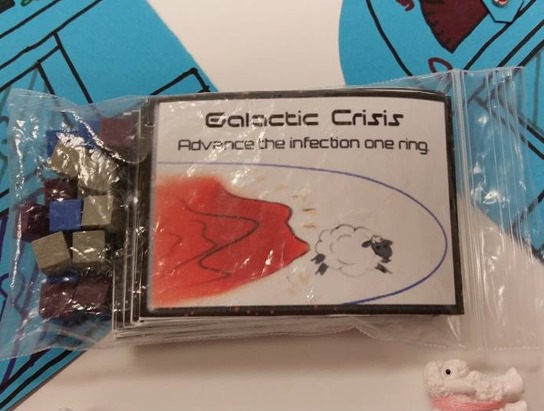 Galactic Crisis
Advance the infection one ring.